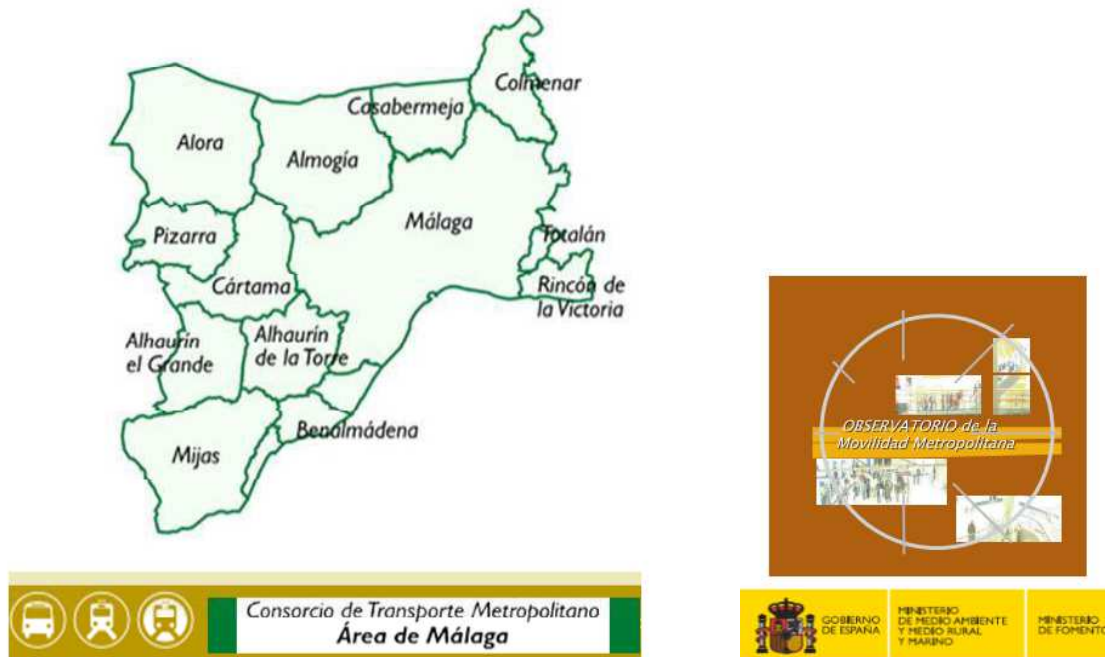 Colmenar
Casabermeja
Alora
Almogía
Málaga
Pizarra
Totalán
Cártama
Rincón de
la Victoria
Alhaurín
el Grande
Alhaurín
de la Torre
Benalmádena
Mijas
OBSERVATORIO de la
Movilidad Metropolitana
Consorcio de Transporte Metropolitano
Área de Málaga
GOBIERNO
DE ESPAÑA
MINISTERIO
DE MEDIO AMBIENTE
Y MEDIO RURAL
Y MARINO
MINISTERIO
DE FOMENTO